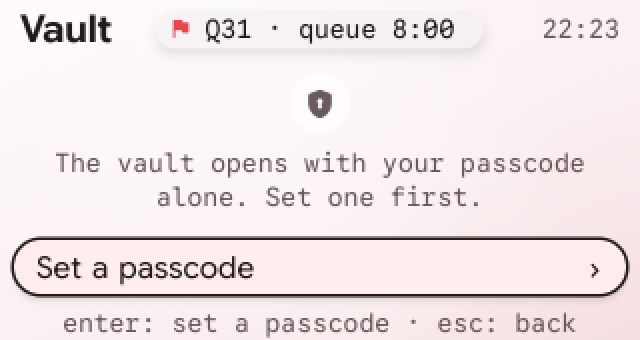 Vault
Q31 · queue 8:00
22:23
The vault opens with your passcode
alone. Set one first.
Set a passcode ›
enter: set a passcode · esc: back